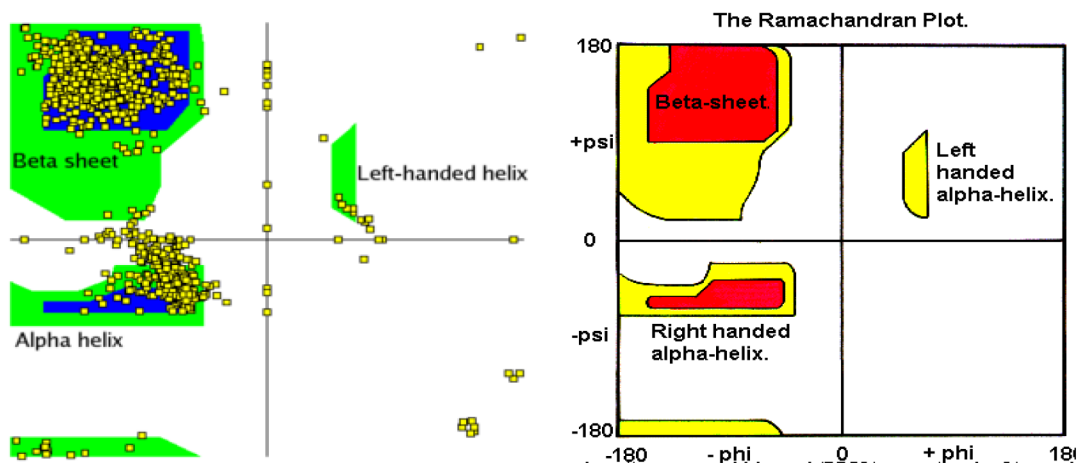 Beta sheet
Left-handed helix
Alpha helix
The Ramachandran Plot.
180
Beta-sheet.
+psi
Left
handed
alpha-helix.
0
-psi
Right handed
alpha-helix.
-180
-180
- phi
0
+ phi
180